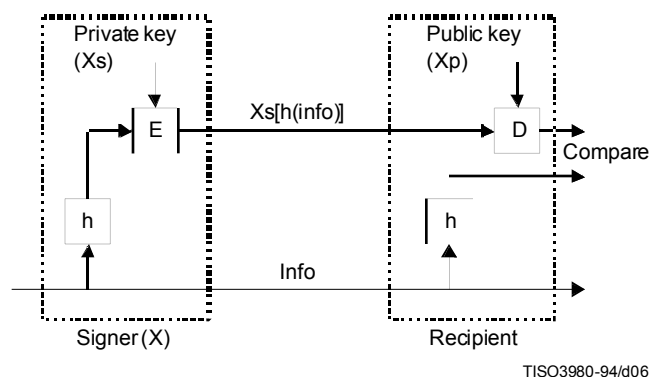 Private key
(Xs)
Public key
(Xp)
Xs[h(info)]
E
D
Compare
h
h
Info
Signer (X)
Recipient
TISO3980-94/d06